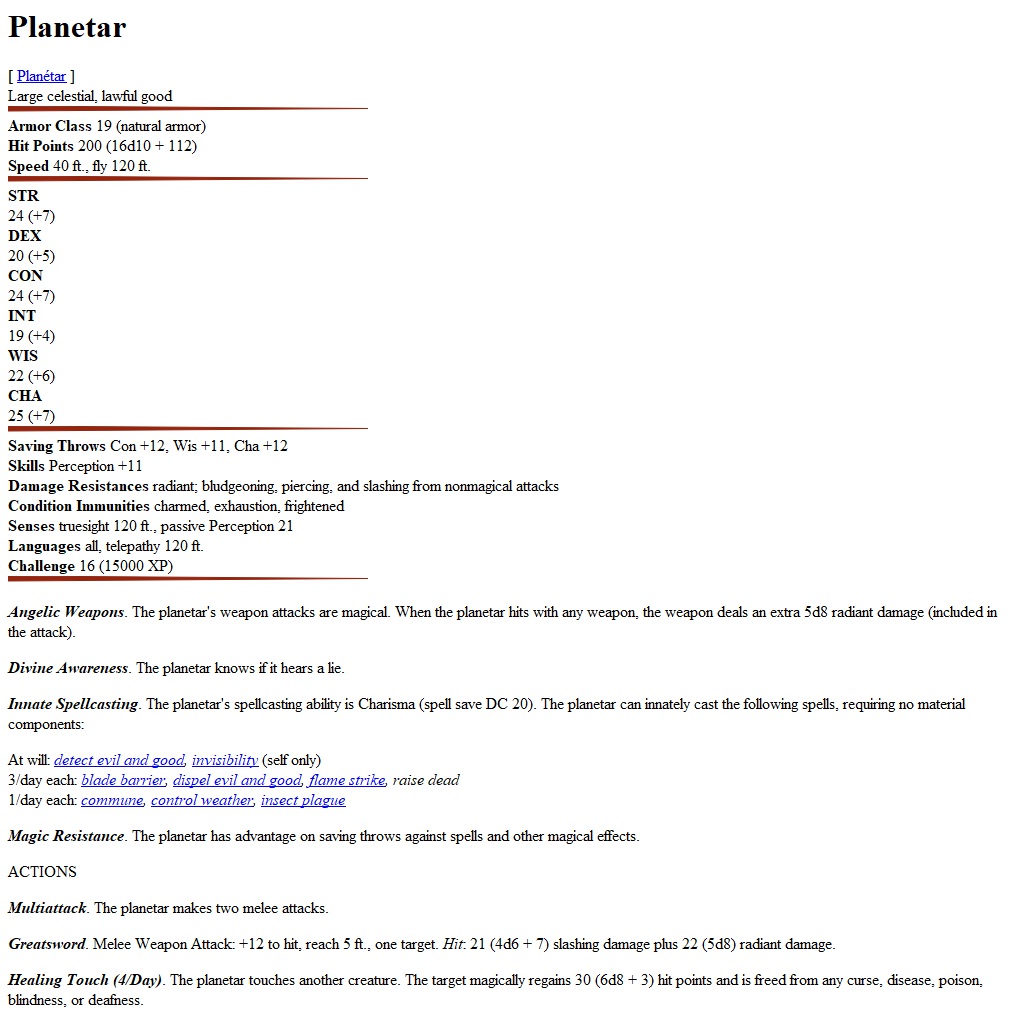 Planetar
[ Planétar ]
Large celestial, lawful good
Armor Class 19 (natural armor)
Hit Points 200 (16d10 + 112)
Speed 40 ft., fly 120 ft.
STR
24 (+7)
DEX
20 (+5)
CON
24 (+7)
INT
19 (+4)
WIS
22 (+6)
CHA
25 (+7)
Saving Throws Con +12, Wis +11, Cha +12
Skills Perception +11
Damage Resistances radiant; bludgeoning, piercing, and slashing from nonmagical attacks
Condition Immunities charmed, exhaustion, frightened
Senses truesight 120 ft., passive Perception 21
Languages all, telepathy 120 ft.
Challenge 16 (15000 XP)
Angelic Weapons. The planetar's weapon attacks are magical. When the planetar hits with any weapon, the weapon deals an extra 5d8 radiant damage (included in
the attack).
Divine Awareness. The planetar knows if it hears a lie.
Innate Spellcasting. The planetar's spellcasting ability is Charisma (spell save DC 20). The planetar can innately cast the following spells, requiring no material
components:
At will: detect evil and good, invisibility (self only)
3/day each: blade barrier, dispel evil and good, flame strike, raise dead
1/day each: commune, control weather, insect plague
Magic Resistance. The planetar has advantage on saving throws against spells and other magical effects.
ACTIONS
Multiattack. The planetar makes two melee attacks.
Greatsword. Melee Weapon Attack: +12 to hit, reach 5 ft., one target. Hit: 21 (4d6 + 7) slashing damage plus 22 (5d8) radiant damage.
Healing Touch (4/Day). The planetar touches another creature. The target magically regains 30 (6d8 + 3) hit points and is freed from any curse, disease, poison,
blindness, or deafness.